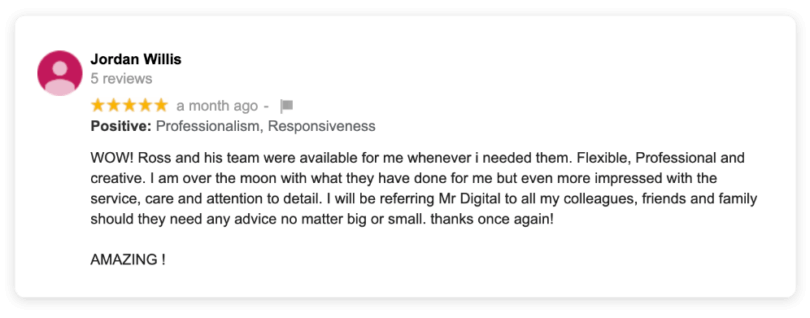 Jordan Willis
5 reviews
a month ago -
Positive: Professionalism, Responsiveness
WOW! Ross and his team were available for me whenever i needed them. Flexible, Professional and
creative. I am over the moon with what they have done for me but even more impressed with the
service, care and attention to detail. I will be referring Mr Digital to all my colleagues, friends and family
should they need any advice no matter big or small. thanks once again!
AMAZING !